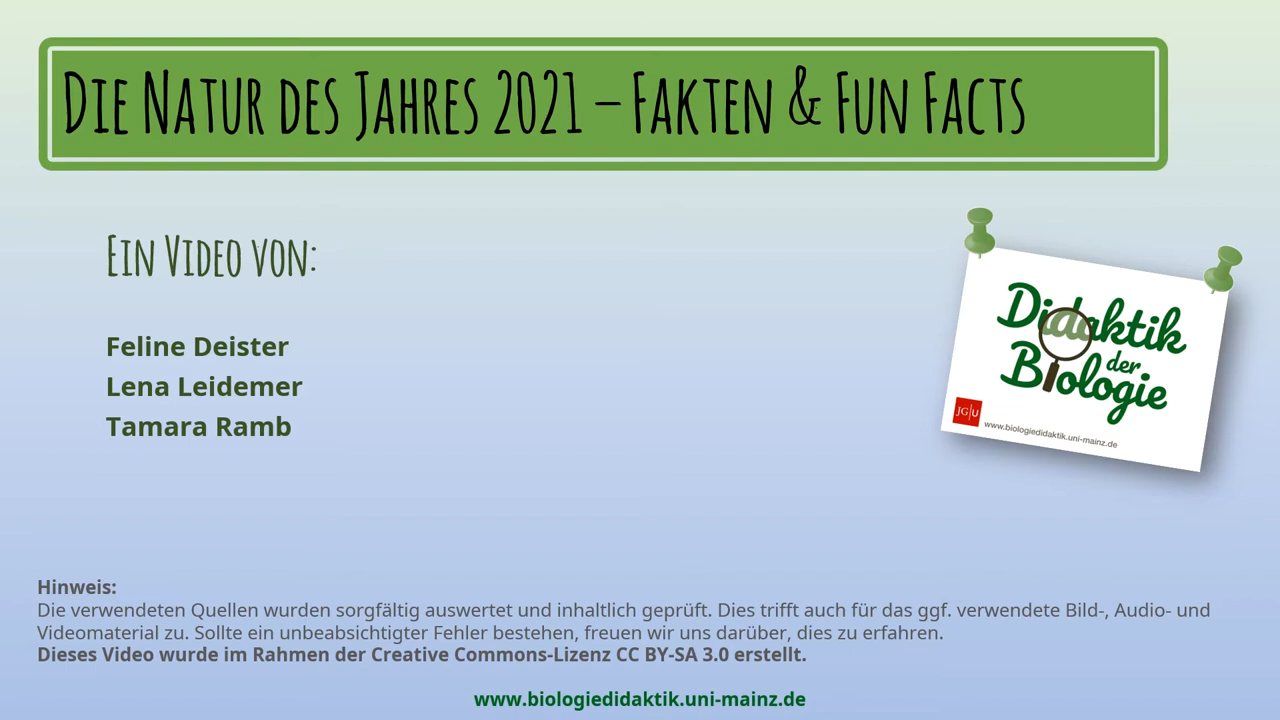 Die Natur des Jahres 2021 – Fakten & Fun Facts
Ein Video von:
Feline Deister
Lena Leidemer
Tamara Ramb
Didaktik
der
Biologie
JG|U
www.biologiedidaktik.uni-mainz.de
Hinweis:
Die verwendeten Quellen wurden sorgfältig auswertet und inhaltlich geprüft. Dies trifft auch für das ggf. verwendete Bild-, Audio- und
Videomaterial zu. Sollte ein unbeabsichtigter Fehler bestehen, freuen wir uns darüber, dies zu erfahren.
Dieses Video wurde im Rahmen der Creative Commons-Lizenz CC BY-SA 3.0 erstellt.
www.biologiedidaktik.uni-mainz.de